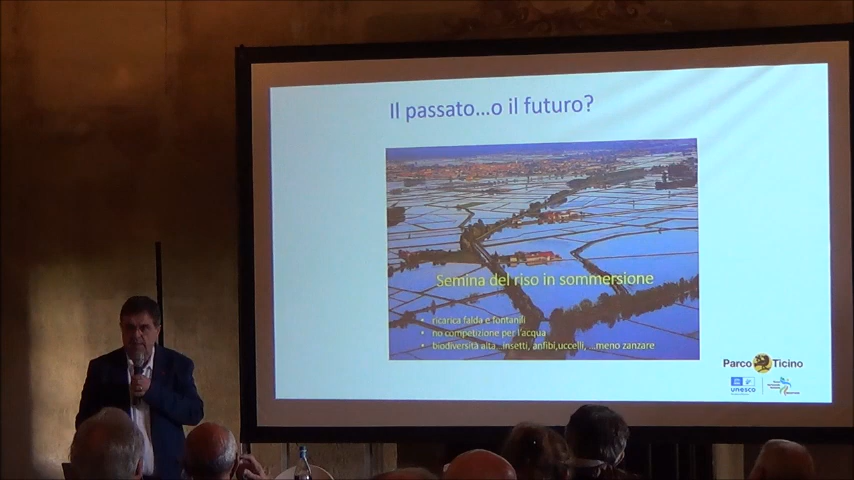 Il passato...o il futuro?
Semina del riso in sommersione
• ricarica falda e fontanili
• no competizione per l'acqua
• biodiversità alta...insetti, anfibi,uccelli, ...meno zanzare
Parco Ticino
unesco